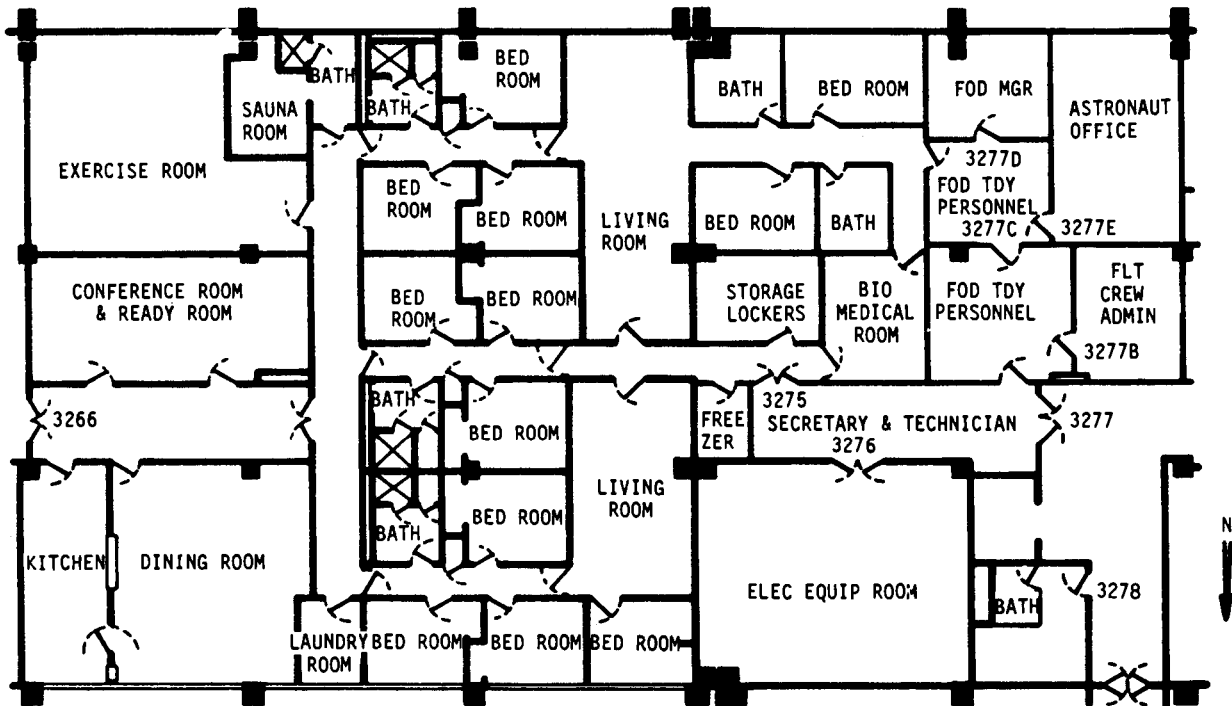 BATH
BED
ROOM
SAUNA
ROOM
BATH
BATH
BED ROOM
FOD MGR
ASTRONAUT
OFFICE
EXERCISE ROOM
3277D
BED
ROOM
BED ROOM
LIVING
ROOM
BED ROOM
BATH
FOD TDY
PERSONNEL
3277C
3277E
CONFERENCE ROOM
& READY ROOM
BED
ROOM
BED ROOM
STORAGE
LOCKERS
BIO
MEDICAL
ROOM
FOD TDY
PERSONNEL
FLT
CREW
ADMIN
3277B
3266
BATH
BED ROOM
FREE
ZER
3275
SECRETARY & TECHNICIAN
3276
3277
LIVING
ROOM
BED ROOM
BATH
N
KITCHEN
DINING ROOM
ELEC EQUIP ROOM
BATH
3278
LAUNDRY
ROOM
BED ROOM
BED ROOM
BED ROOM